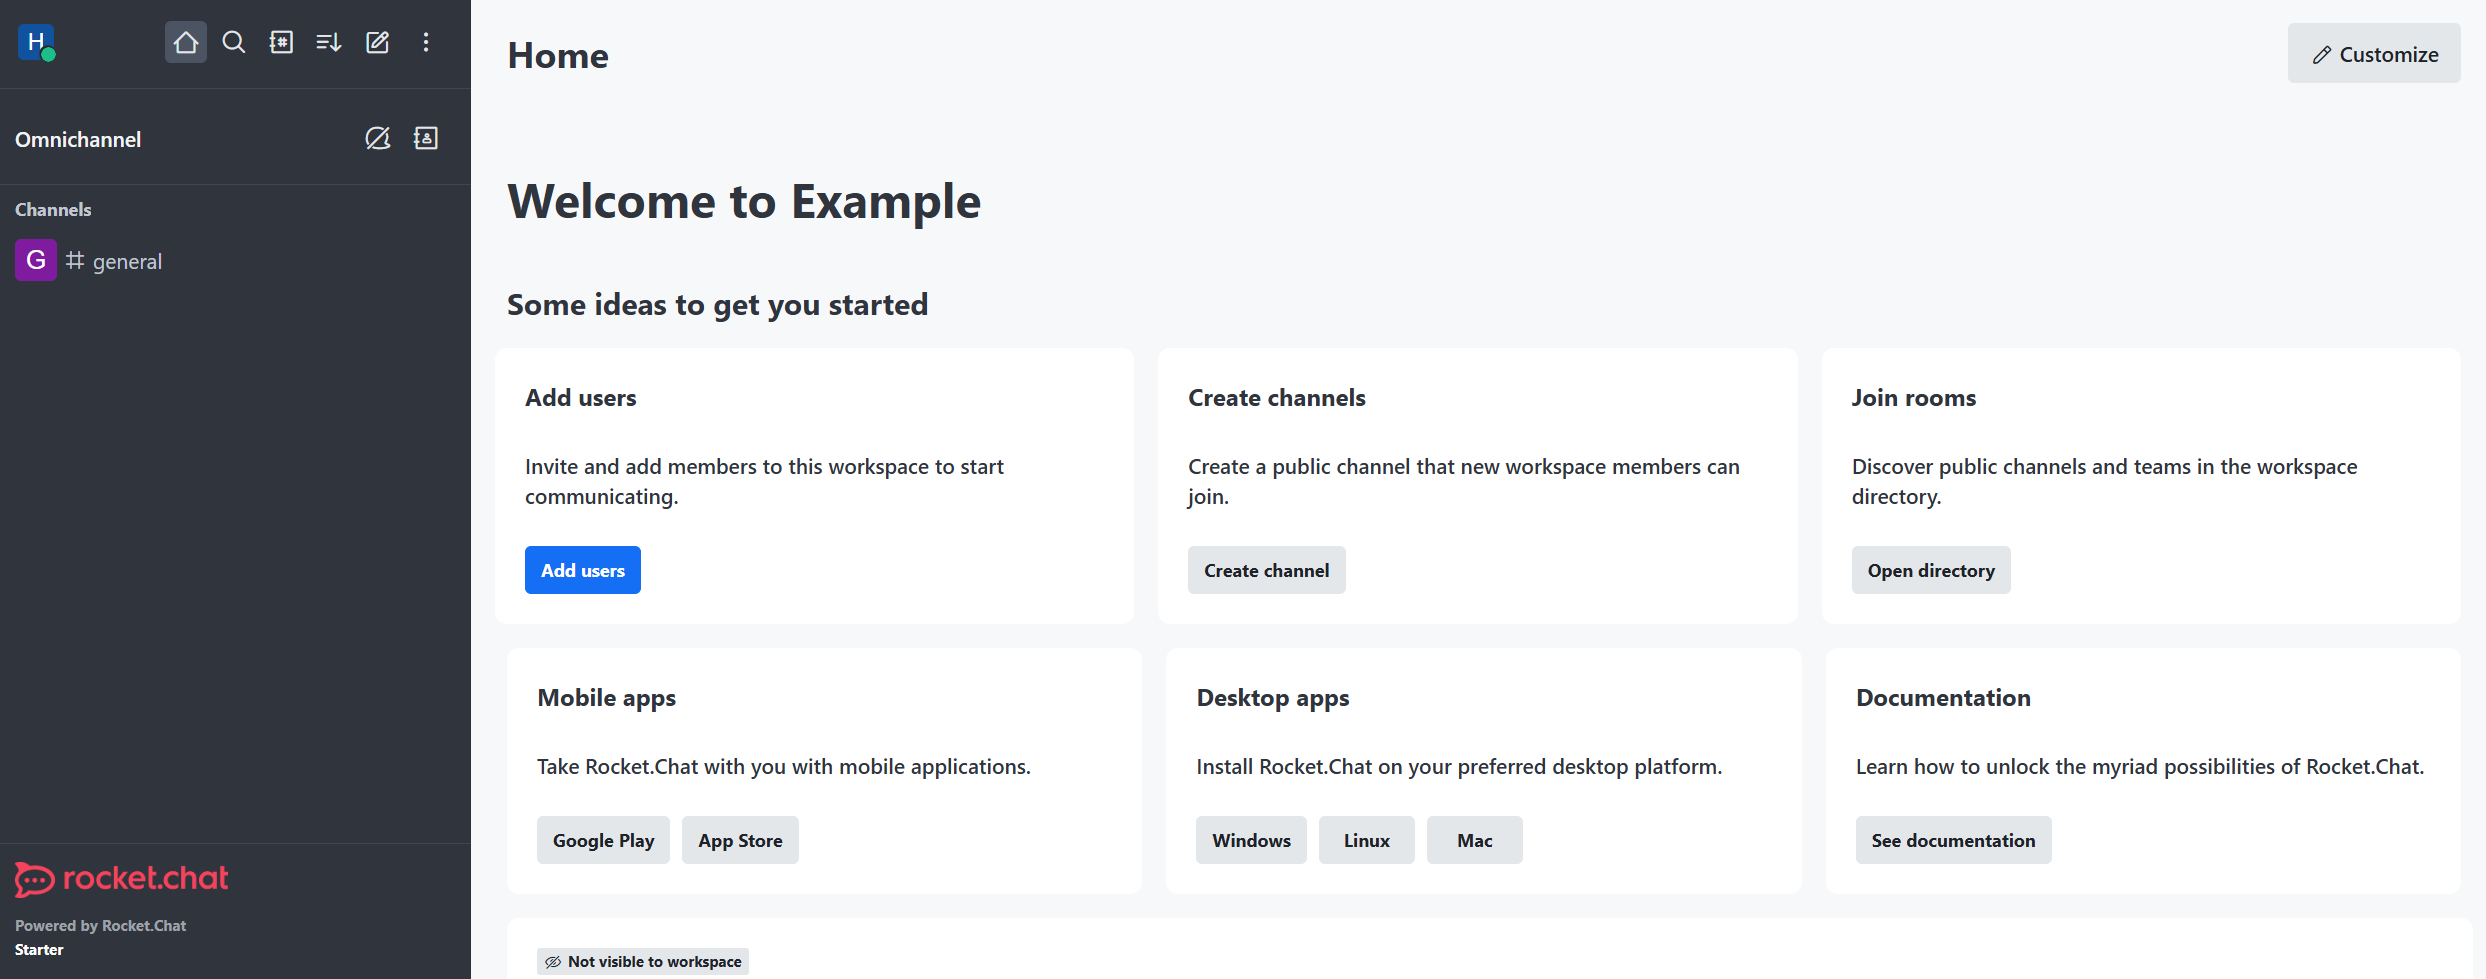 H
Home
Customize
Omnichannel
Channels
G # general
Welcome to Example
Some ideas to get you started
Add users
Invite and add members to this workspace to start
communicating.
Add users
Create channels
Create a public channel that new workspace members can
join.
Create channel
Join rooms
Discover public channels and teams in the workspace
directory.
Open directory
Mobile apps
Take Rocket.Chat with you with mobile applications.
Google Play App Store
Desktop apps
Install Rocket.Chat on your preferred desktop platform.
Windows Linux Mac
Documentation
Learn how to unlock the myriad possibilities of Rocket.Chat.
See documentation
Not visible to workspace
rocket.chat
Powered by Rocket.Chat
Starter